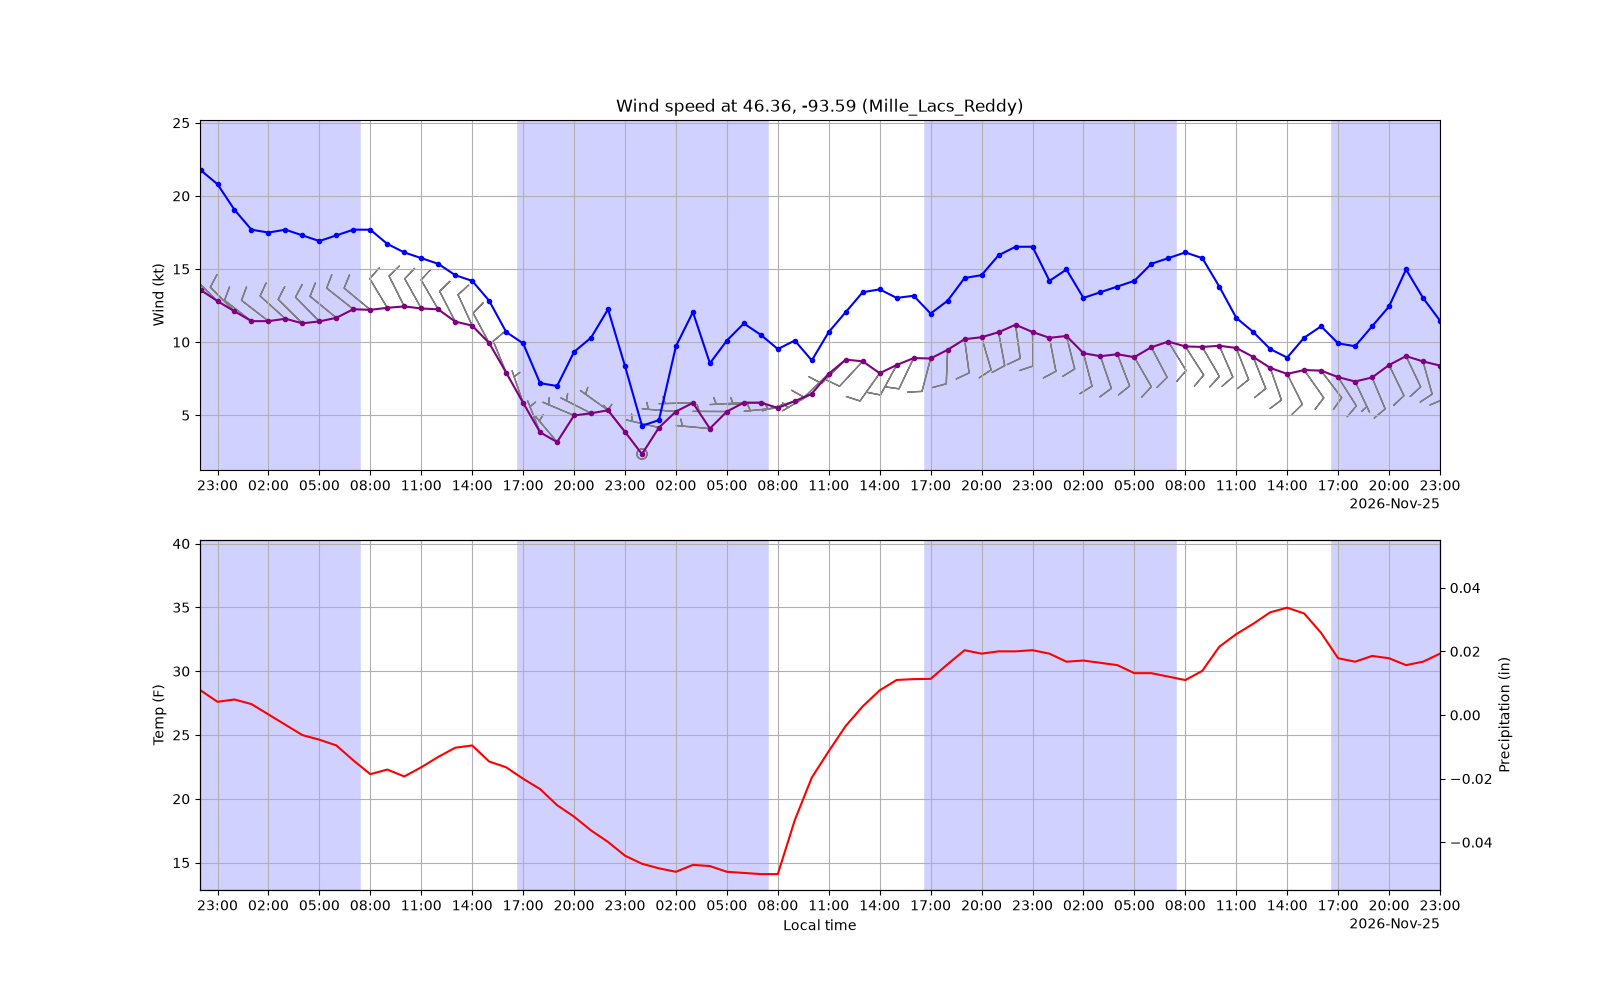 Wind speed at 46.36, -93.59 (Mille_Lacs_Reddy)
25
20
15
10
5
Wind (kt)
23:00 02:00 05:00 08:00 11:00 14:00 17:00 20:00 23:00 02:00 05:00 08:00 11:00 14:00 17:00 20:00 23:00 02:00 05:00 08:00 11:00 14:00 17:00 20:00 23:00
2026-Nov-25
40
35
30
25
20
15
Temp (F)
0.04
0.02
0.00
−0.02
−0.04
Precipitation (in)
23:00 02:00 05:00 08:00 11:00 14:00 17:00 20:00 23:00 02:00 05:00 08:00 11:00 14:00 17:00 20:00 23:00 02:00 05:00 08:00 11:00 14:00 17:00 20:00 23:00
Local time
2026-Nov-25